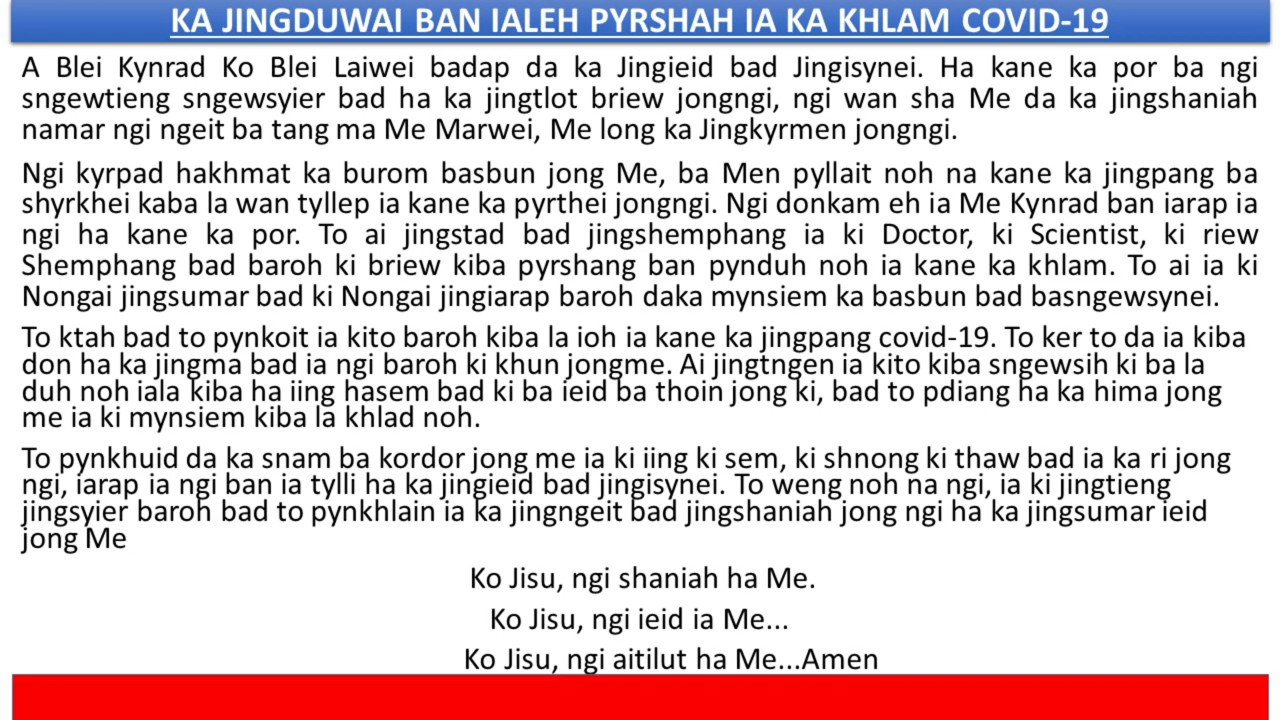 KA JINGDUWAI BAN IALEH PYRSHAH IA KA KHLAM COVID-19
A Blei Kynrad Ko Blei Laiwei badap da ka Jingieid bad Jingisynei. Ha kane ka por ba ngi
sngewtieng sngewsyier bad ha ka jingtlot briew jongngi, ngi wan sha Me da ka jingshaniah
namar ngi ngeit ba tang ma Me Marwei, Me long ka Jingkyrmen jongngi.
Ngi kyrpad hakhmat ka burom basbun jong Me, ba Men pyllait noh na kane ka jingpang ba
shyrkhei kaba la wan tyllep ia kane ka pyrthei jongngi. Ngi donkam eh ia Me Kynrad ban iarap ia
ngi ha kane ka por. To ai jingstad bad jingshemphang ia ki Doctor, ki Scientist, ki riew
Shemphang bad baroh ki briew kiba pyrshang ban pynduh noh ia kane ka khlam. To ai ia ki
Nongai jingsumar bad ki Nongai jingiarap baroh daka mynsiem ka basbun bad basngewsynei.
To ktah bad to pynkoit ia kito baroh kiba la ioh ia kane ka jingpang covid-19. To ker to da ia kiba
don ha ka jingma bad ia ngi baroh ki khun jongme. Ai jingtngen ia kito kiba sngewsih ki ba la
duh noh iala kiba ha iing hasem bad ki ba ieid ba thoin jong ki, bad to pdiang ha ka hima jong
me ia ki mynsiem kiba la khlad noh.
To pynkhuid da ka snam ba kordor jong me ia ki iing ki sem, ki shnong ki thaw bad ia ka ri jong
ngi, iarap ia ngi ban ia tylli ha ka jingieid bad jingisynei. To weng noh na ngi, ia ki jingtieng
jingsyier baroh bad to pynkhlain ia ka jingngeit bad jingshaniah jong ngi ha ka jingsumar ieid
jong Me
Ko Jisu, ngi shaniah ha Me.
Ko Jisu, ngi ieid ia Me...
Ko Jisu, ngi aitilut ha Me...Amen